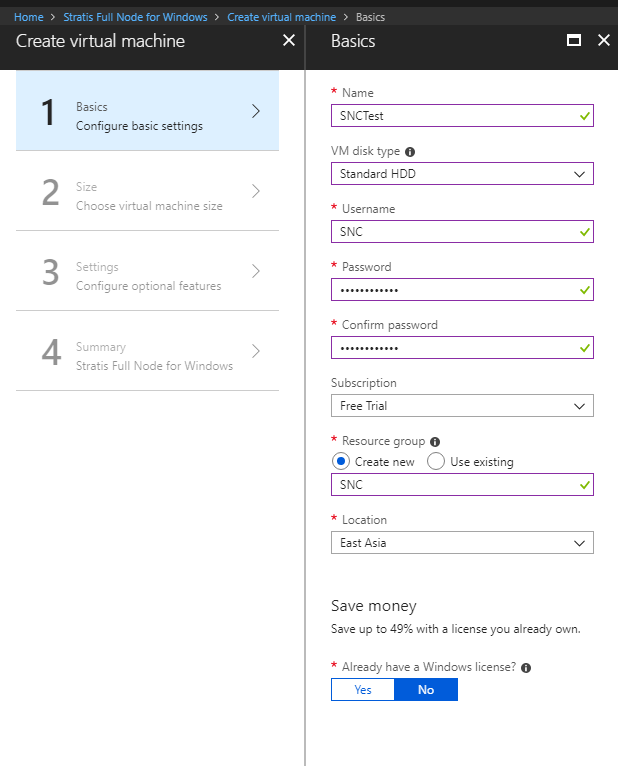 Home > Stratis Full Node for Windows > Create virtual machine > Basics
Create virtual machine
1
Basics
Configure basic settings
2
Size
Choose virtual machine size
3
Settings
Configure optional features
4
Summary
Stratis Full Node for Windows
Basics
* Name
SNCTest
VM disk type
Standard HDD
* Username
SNC
* Password
••••••••••••
* Confirm password
••••••••••••
Subscription
Free Trial
* Resource group
Create new Use existing
SNC
* Location
East Asia
Save money
Save up to 49% with a license you already own.
* Already have a Windows license?
Yes No